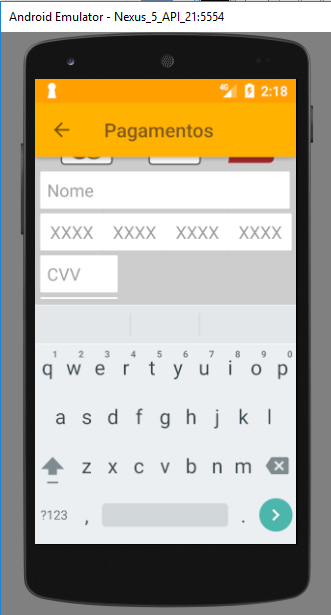 Android Emulator - Nexus_5_API_21:5554
4G 2:18
Pagamentos
Nome
XXXX XXXX XXXX XXXX
CVV
1 2 3 4 5 6 7 8 9 0
q w e r t y u i o p
a s d f g h j k l
z x c v b n m
?123 , .